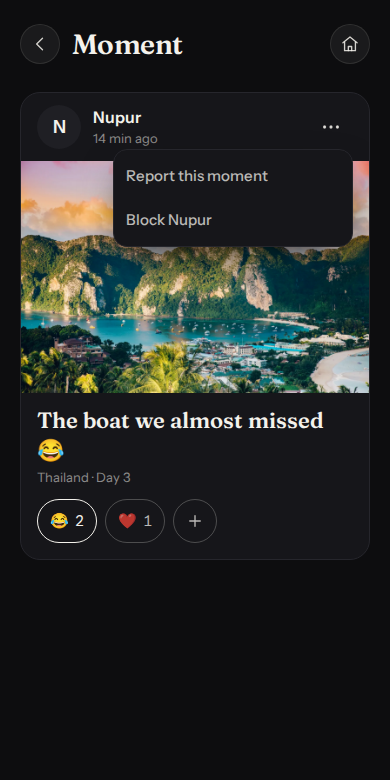 Moment
N
Nupur
14 min ago
Report this moment
Block Nupur
The boat we almost missed
😂
Thailand · Day 3
😂 2 ❤️ 1 +